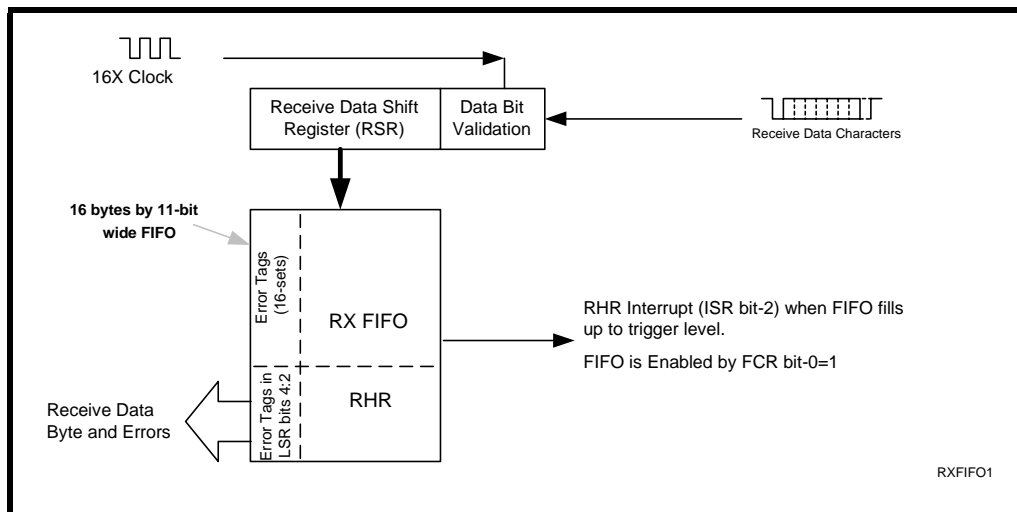 16X Clock
Receive Data Shift
Register (RSR)
Data Bit
Validation
Receive Data Characters
16 bytes by 11-bit
wide FIFO
Error Tags
(16-sets)
RX FIFO
RHR Interrupt (ISR bit-2) when FIFO fills
up to trigger level.
FIFO is Enabled by FCR bit-0=1
Error Tags in
LSR bits 4:2
RHR
Receive Data
Byte and Errors
RXFIFO1